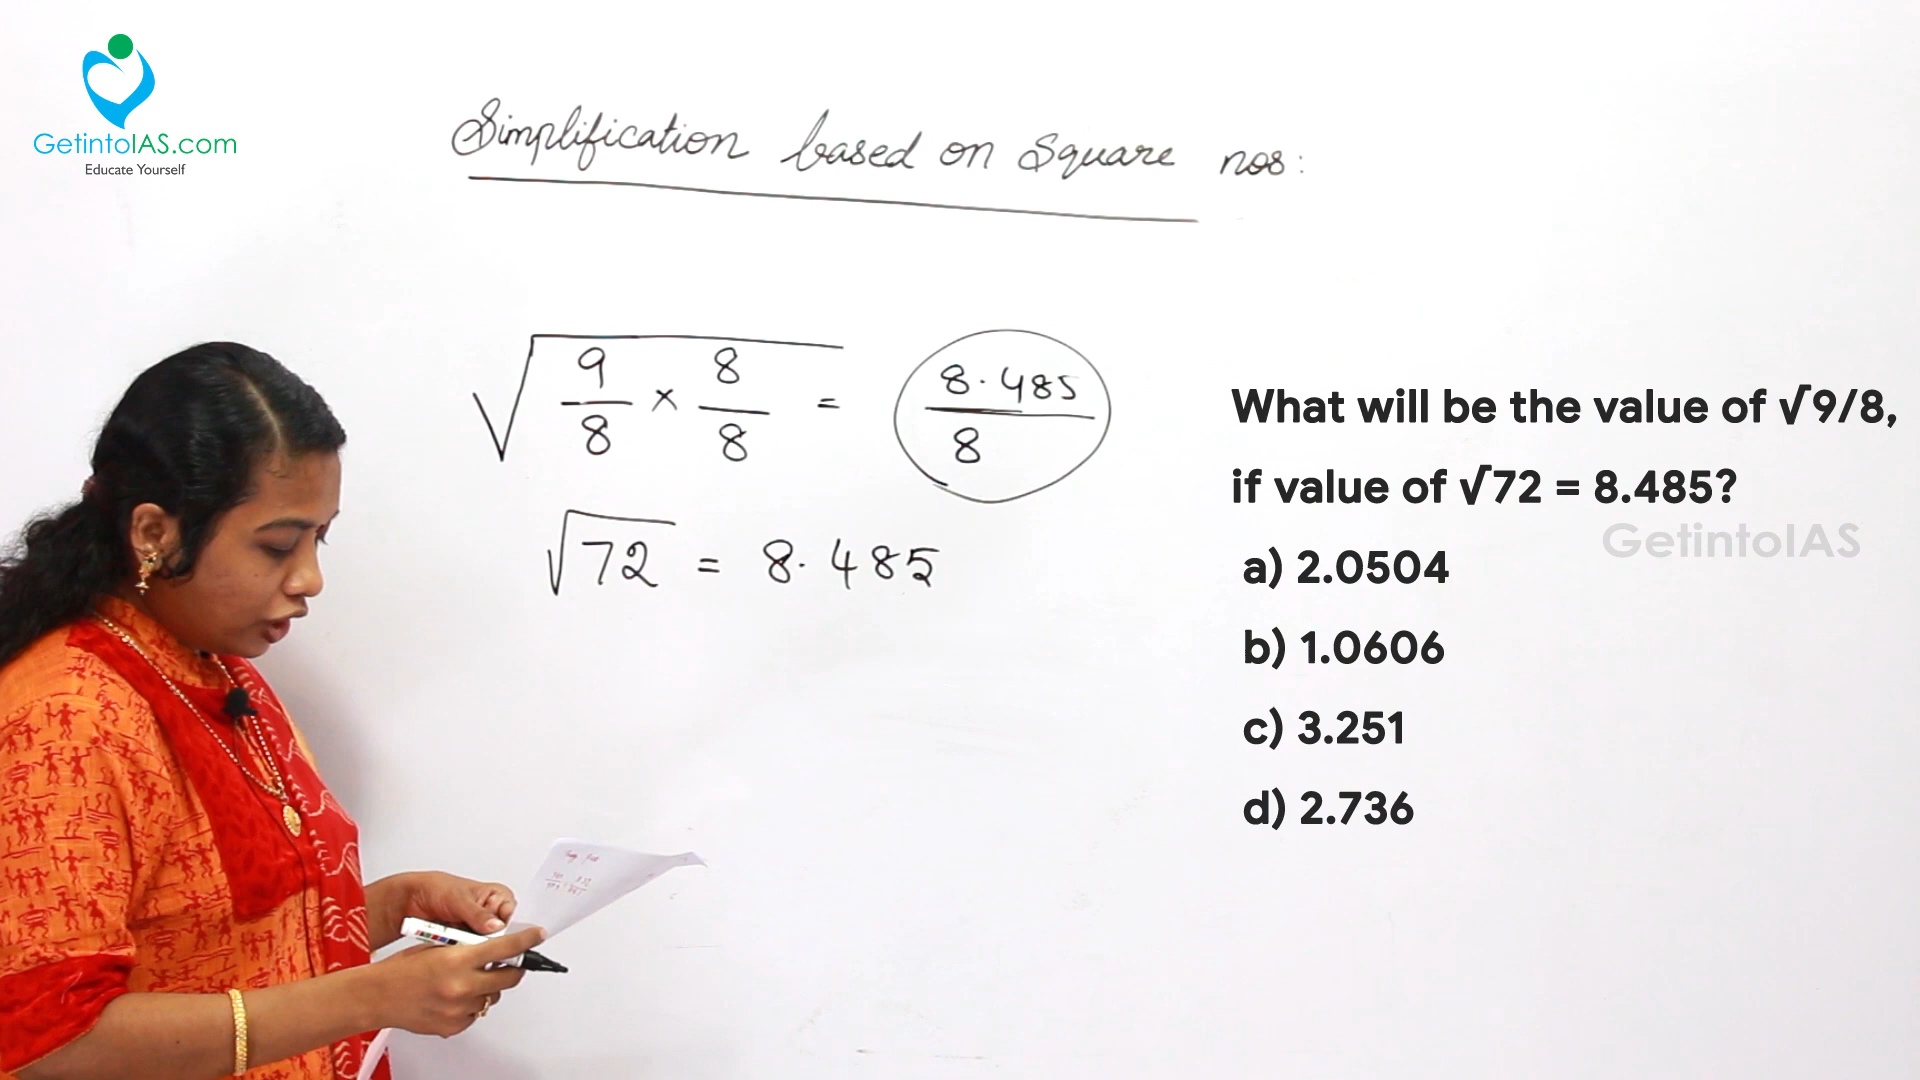 GetintoIAS.com
Educate Yourself
Simplification based on Square nos:
√9/8 × 8/8 = 8.485/8
√72 = 8.485
What will be the value of √9/8,
if value of √72 = 8.485?
GetintoIAS
a) 2.0504
b) 1.0606
c) 3.251
d) 2.736